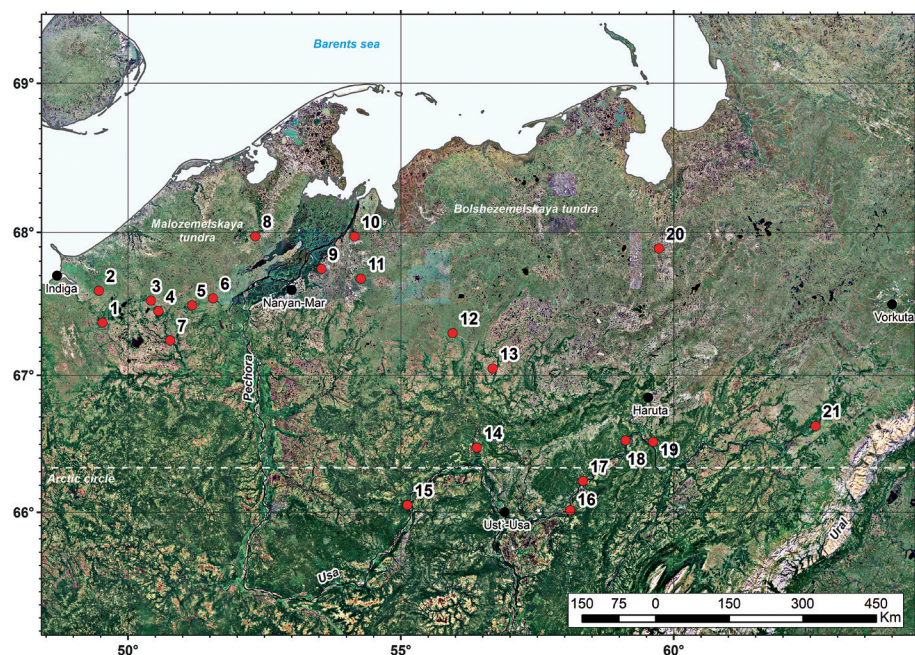 Barents sea
69°
68°
Malozemelskaya
tundra
Bolshezemelskaya tundra
8
10
20
9
11
2
Indiga
3
4
5
6
Naryan-Mar
1
7
12
Vorkuta
13
67°
Pechora
Haruta
14
21
18
19
17
Arctic circle
15
16
66°
Ust'-Usa
Usa
Ural
150 75 0 150 300 450
Km
50° 55° 60°